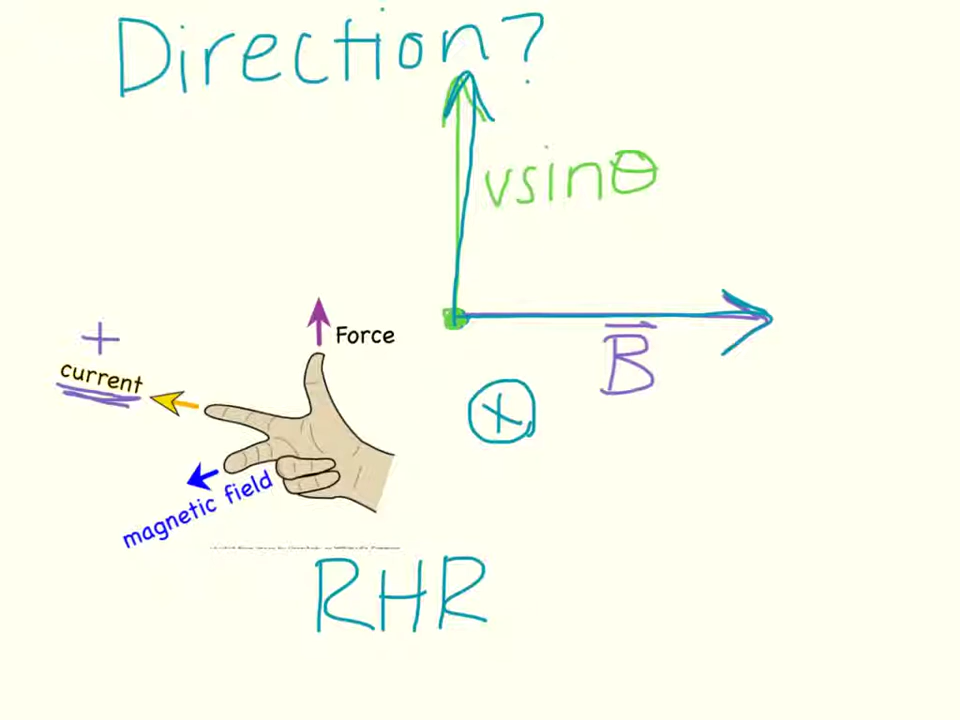 Direction?
vsinθ
B
+
Force
current
magnetic field
RHR